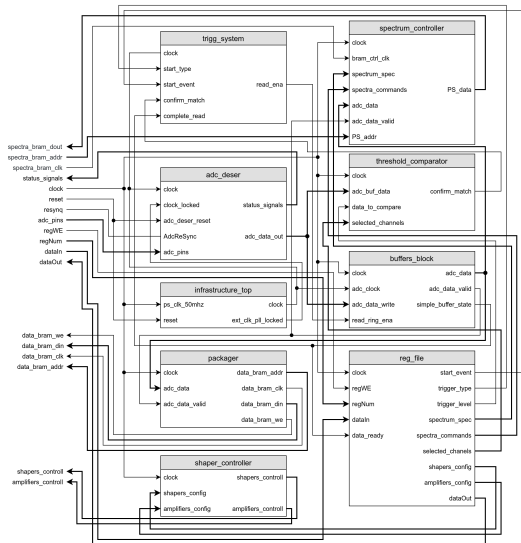 trigg_system
clock
start_type
start_event
read_ena
confirm_match
complete_read
spectrum_controller
clock
bram_ctrl_clk
spectrum_spec
spectra_commands
PS_data
adc_data
adc_data_valid
PS_addr
spectra_bram_dout
spectra_bram_addr
spectra_bram_clk
status_signals
clock
reset
resynq
adc_pins
regWE
regNum
dataIn
dataOut
adc_deser
clock
clock_locked
status_signals
adc_deser_reset
AdcReSync
adc_data_out
adc_pins
threshold_comparator
clock
adc_buf_data
confirm_match
data_to_compare
selected_channels
buffers_block
clock
adc_data
adc_clock
adc_data_valid
adc_data_write
simple_buffer_state
read_ring_ena
infrastructure_top
ps_clk_50mhz
clock
reset
ext_clk_pll_locked
data_bram_we
data_bram_din
data_bram_clk
data_bram_addr
packager
clock
data_bram_addr
adc_data
data_bram_clk
adc_data_valid
data_bram_din
data_bram_we
reg_file
clock
start_event
regWE
trigger_type
regNum
trigger_level
dataIn
spectrum_spec
data_ready
spectra_commands
selected_chanels
shapers_config
amplifiers_config
dataOut
shapers_controll
amplifiers_controll
shaper_controller
clock
shapers_controll
shapers_config
amplifiers_config
amplifiers_controll